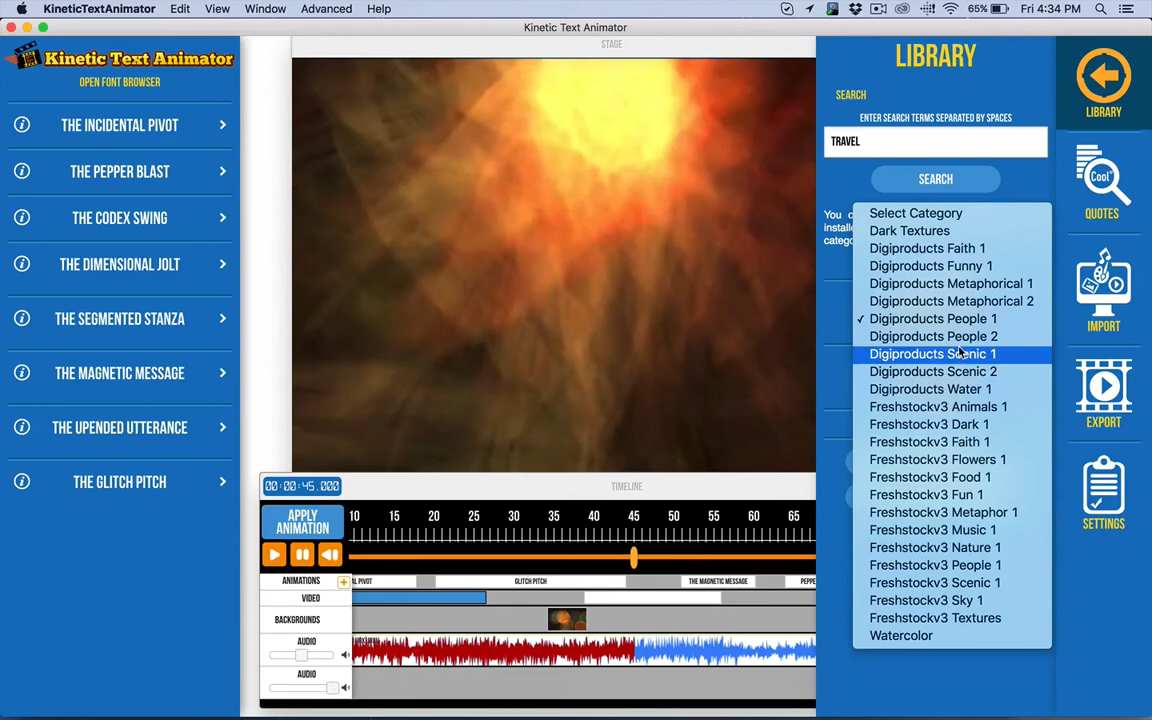 KineticTextAnimator Edit View Window Advanced Help 65% Fri 4:34 PM
Kinetic Text Animator
Kinetic Text Animator
OPEN FONT BROWSER
THE INCIDENTAL PIVOT
THE PEPPER BLAST
THE CODEX SWING
THE DIMENSIONAL JOLT
THE SEGMENTED STANZA
THE MAGNETIC MESSAGE
THE UPENDED UTTERANCE
THE GLITCH PITCH
STAGE
00:00:45.000
TIMELINE
APPLY
ANIMATION
10 15 20 25 30 35 40 45 50 55 60 65
ANIMATIONS + AL PIVOT GLITCH PITCH THE MAGNETIC MESSAGE PEPPE
VIDEO
BACKGROUNDS
AUDIO
AUDIO
LIBRARY
SEARCH
ENTER SEARCH TERMS SEPARATED BY SPACES
TRAVEL
SEARCH
You c
installe
catego
Select Category
Dark Textures
Digiproducts Faith 1
Digiproducts Funny 1
Digiproducts Metaphorical 1
Digiproducts Metaphorical 2
✓ Digiproducts People 1
Digiproducts People 2
Digiproducts Scenic 1
Digiproducts Scenic 2
Digiproducts Water 1
Freshstockv3 Animals 1
Freshstockv3 Dark 1
Freshstockv3 Faith 1
Freshstockv3 Flowers 1
Freshstockv3 Food 1
Freshstockv3 Fun 1
Freshstockv3 Metaphor 1
Freshstockv3 Music 1
Freshstockv3 Nature 1
Freshstockv3 People 1
Freshstockv3 Scenic 1
Freshstockv3 Sky 1
Freshstockv3 Textures
Watercolor
LIBRARY
Cool"
QUOTES
IMPORT
EXPORT
SETTINGS